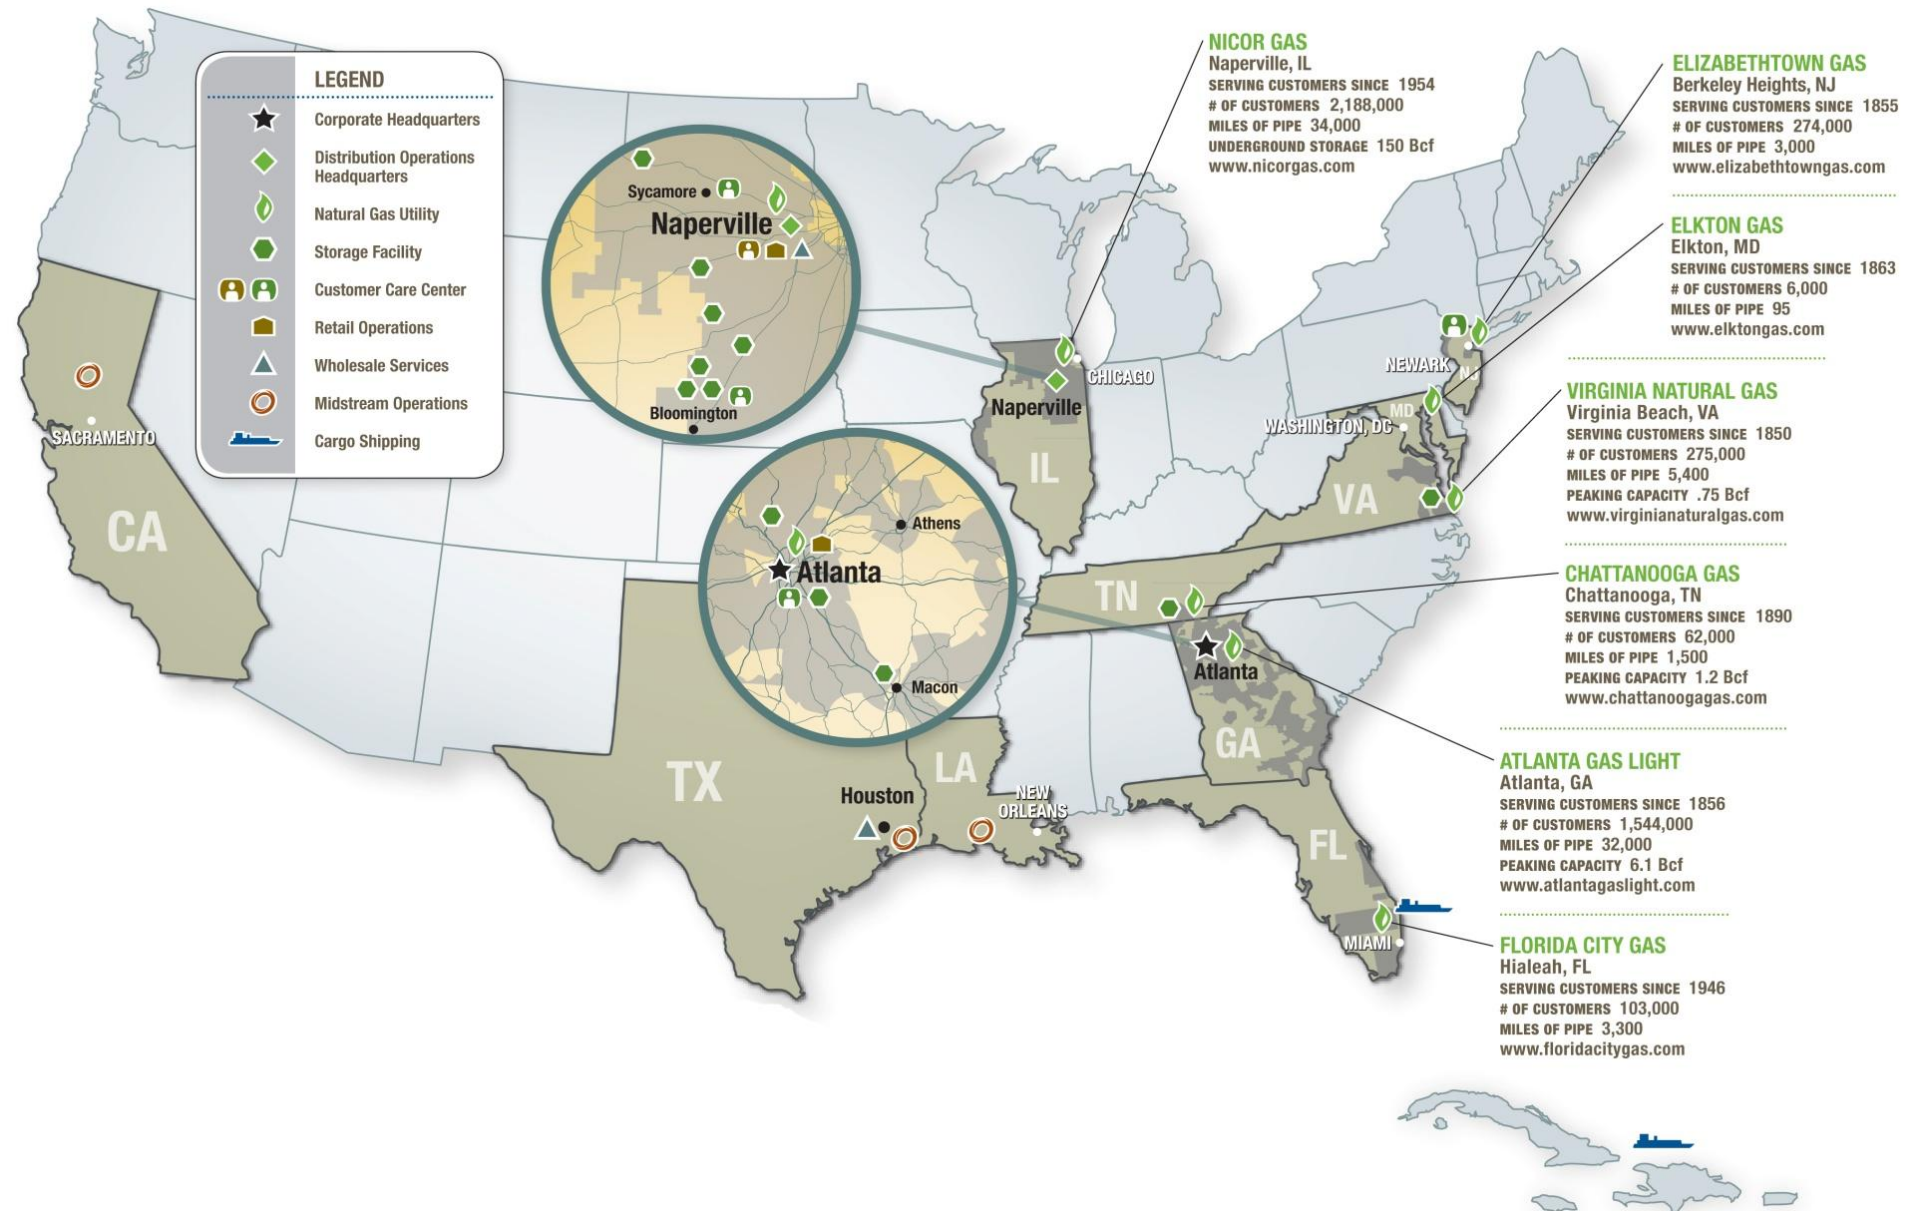 LEGEND
Corporate Headquarters
Distribution Operations
Headquarters
Natural Gas Utility
Storage Facility
Customer Care Center
Retail Operations
Wholesale Services
Midstream Operations
Cargo Shipping
SACRAMENTO
CA
Sycamore
Naperville
Bloomington
Athens
Atlanta
Macon
TX
Houston
LA
NEW
ORLEANS
CHICAGO
Naperville
IL
TN
Atlanta
GA
FL
MIAMI
VA
WASHINGTON, DC
MD
NEWARK
NJ
NICOR GAS
Naperville, IL
SERVING CUSTOMERS SINCE 1954
# OF CUSTOMERS 2,188,000
MILES OF PIPE 34,000
UNDERGROUND STORAGE 150 Bcf
www.nicorgas.com
ELIZABETHTOWN GAS
Berkeley Heights, NJ
SERVING CUSTOMERS SINCE 1855
# OF CUSTOMERS 274,000
MILES OF PIPE 3,000
www.elizabethtowngas.com
ELKTON GAS
Elkton, MD
SERVING CUSTOMERS SINCE 1863
# OF CUSTOMERS 6,000
MILES OF PIPE 95
www.elktongas.com
VIRGINIA NATURAL GAS
Virginia Beach, VA
SERVING CUSTOMERS SINCE 1850
# OF CUSTOMERS 275,000
MILES OF PIPE 5,400
PEAKING CAPACITY .75 Bcf
www.virginianaturalgas.com
CHATTANOOGA GAS
Chattanooga, TN
SERVING CUSTOMERS SINCE 1890
# OF CUSTOMERS 62,000
MILES OF PIPE 1,500
PEAKING CAPACITY 1.2 Bcf
www.chattanoogagas.com
ATLANTA GAS LIGHT
Atlanta, GA
SERVING CUSTOMERS SINCE 1856
# OF CUSTOMERS 1,544,000
MILES OF PIPE 32,000
PEAKING CAPACITY 6.1 Bcf
www.atlantagaslight.com
FLORIDA CITY GAS
Hialeah, FL
SERVING CUSTOMERS SINCE 1946
# OF CUSTOMERS 103,000
MILES OF PIPE 3,300
www.floridacitygas.com